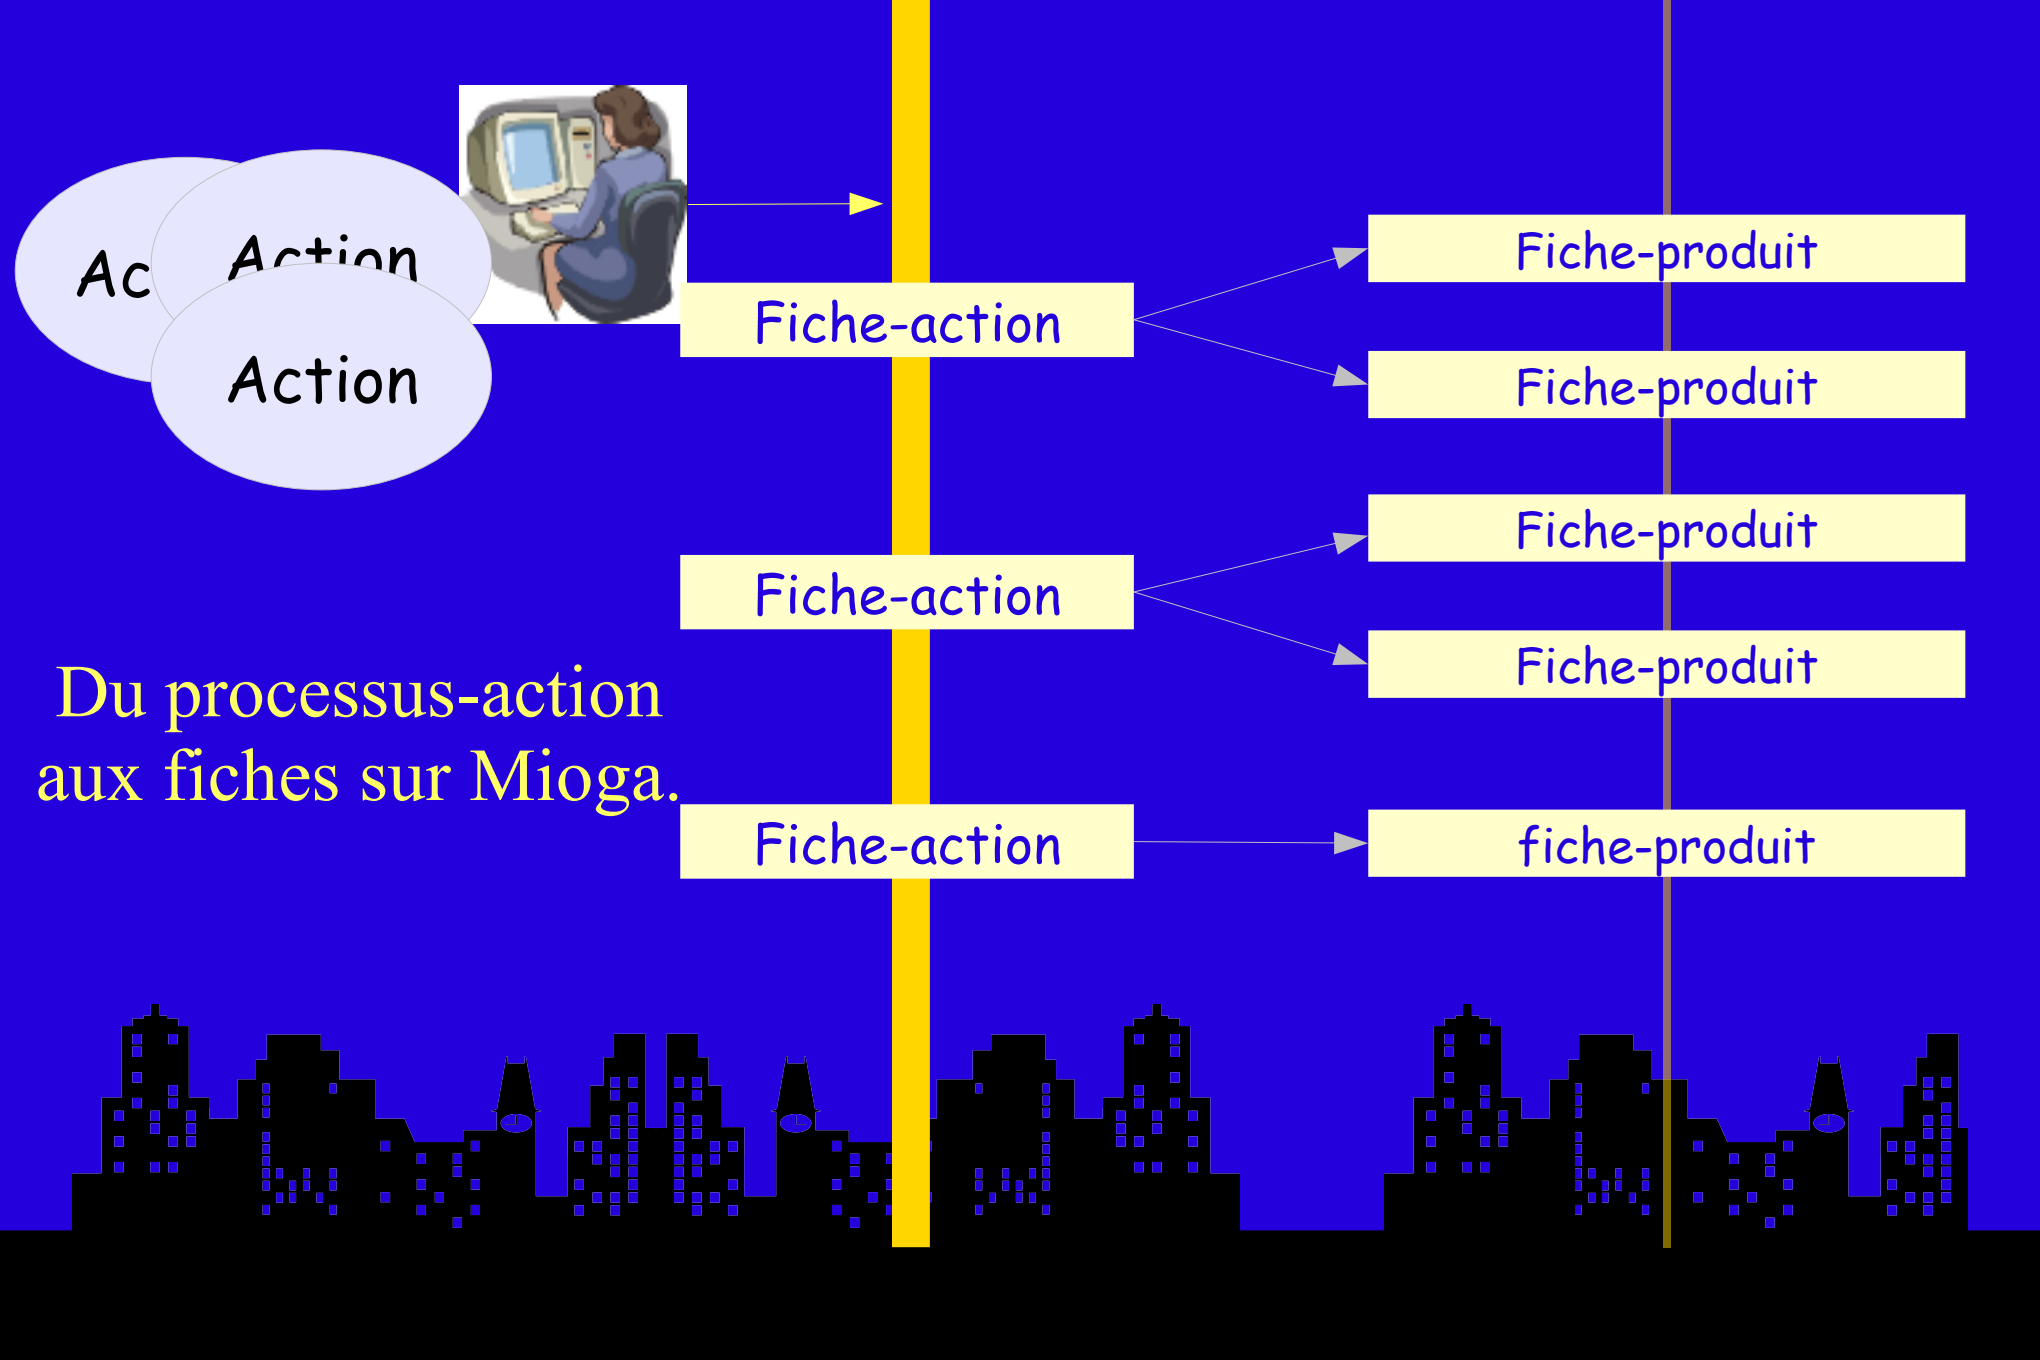 Action
Action
Fiche-action
Fiche-produit
Fiche-produit
Fiche-action
Fiche-produit
Fiche-produit
Du processus-action
aux fiches sur Mioga.
Fiche-action
fiche-produit